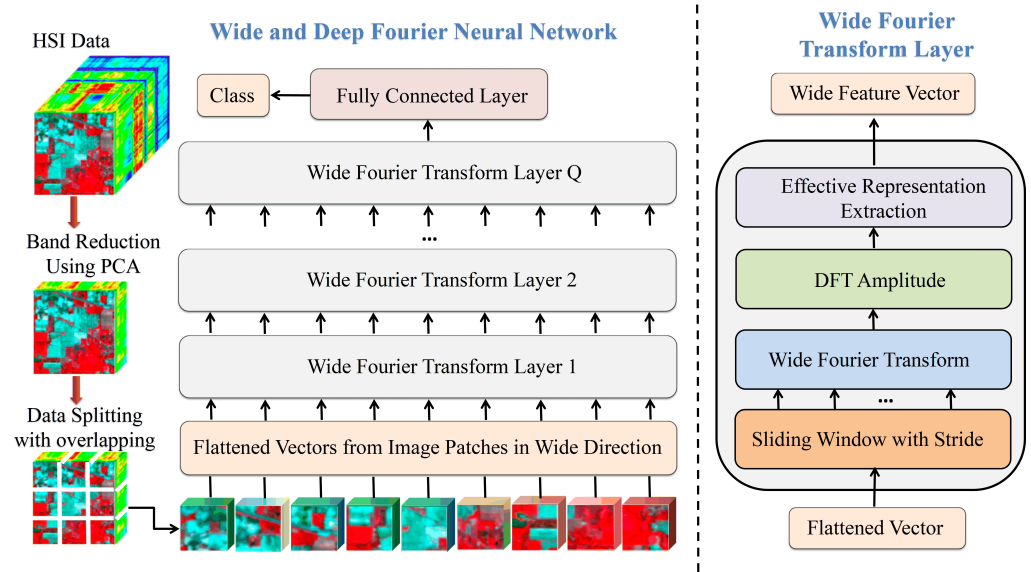 HSI Data
Band Reduction
Using PCA
Data Splitting
with overlapping
Wide and Deep Fourier Neural Network
Class
Fully Connected Layer
Wide Fourier Transform Layer Q
...
Wide Fourier Transform Layer 2
Wide Fourier Transform Layer 1
Flattened Vectors from Image Patches in Wide Direction
Wide Fourier
Transform Layer
Wide Feature Vector
Effective Representation
Extraction
DFT Amplitude
Wide Fourier Transform
...
Sliding Window with Stride
Flattened Vector